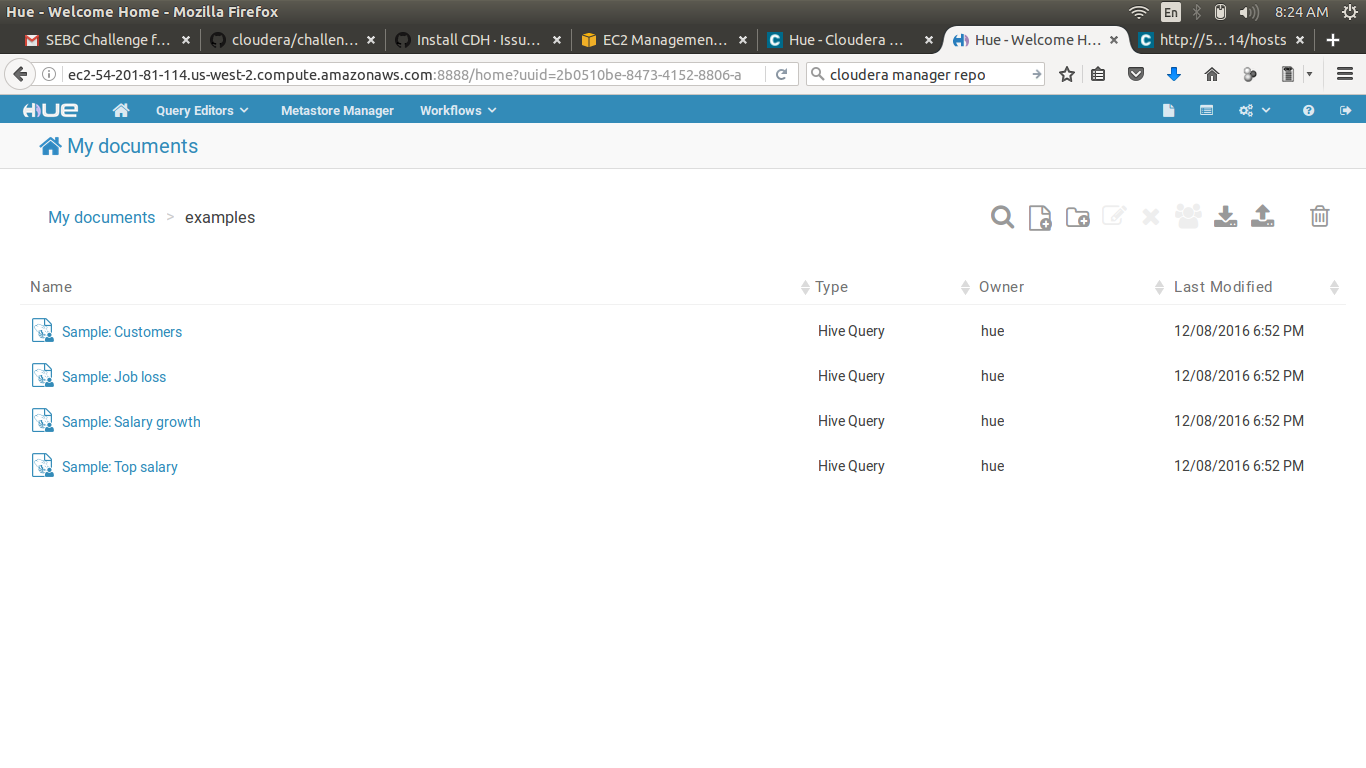 Hue - Welcome Home - Mozilla Firefox
En
8:24 AM
SEBC Challenge f...
cloudera/challen...
Install CDH · Issu...
EC2 Managemen...
Hue - Cloudera ...
Hue - Welcome H...
http://5...14/hosts
ec2-54-201-81-114.us-west-2.compute.amazonaws.com:8888/home?uuid=2b0510be-8473-4152-8806-a
cloudera manager repo
HUE
Query Editors
Metastore Manager
Workflows
My documents
My documents > examples
Name Type Owner Last Modified
Sample: Customers Hive Query hue 12/08/2016 6:52 PM
Sample: Job loss Hive Query hue 12/08/2016 6:52 PM
Sample: Salary growth Hive Query hue 12/08/2016 6:52 PM
Sample: Top salary Hive Query hue 12/08/2016 6:52 PM